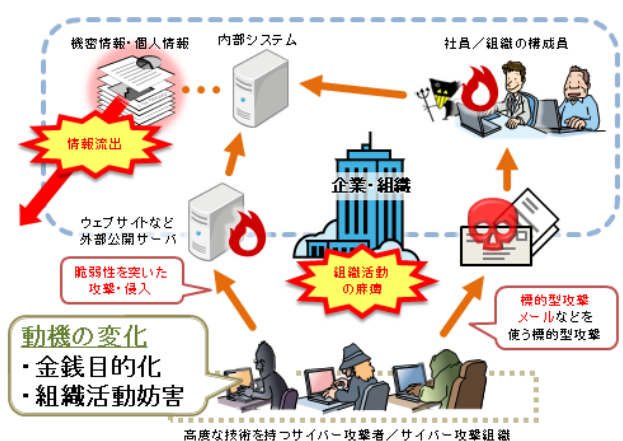 機密情報・個人情報
内部システム
社員／組織の構成員
情報流出
企業・組織
ウェブサイトなど
外部公開サーバ
脆弱性を突いた
攻撃・侵入
組織活動
の麻痺
標的型攻撃
メールなどを
使う標的型攻撃
動機の変化
・金銭目的化
・組織活動妨害
高度な技術を持つサイバー攻撃者／サイバー攻撃組織